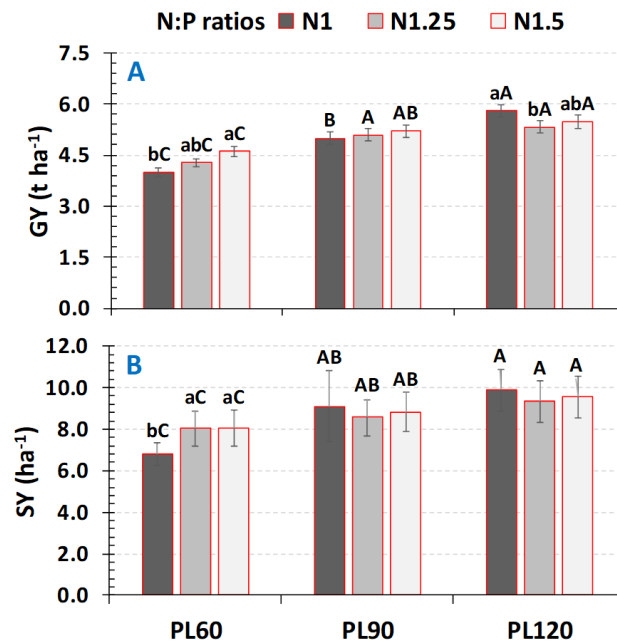 N:P ratios N1 N1.25 N1.5
A
GY (t ha-1)
7.5
6.0
4.5
3.0
1.5
0.0
bC abC aC
B A AB
aA bA abA
B
SY (ha-1)
12.0
10.0
8.0
6.0
4.0
2.0
0.0
bC aC aC
AB AB AB
A A A
PL60 PL90 PL120